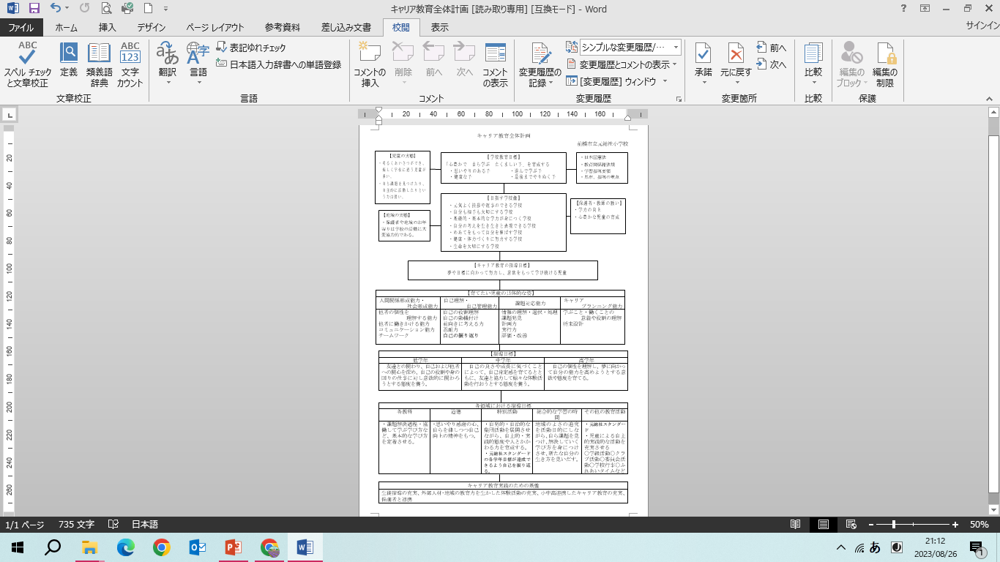 キャリア教育全体計画 [読み取り専用] [互換モード] - Word
ファイル ホーム 挿入 デザイン ページ レイアウト 参考資料 差し込み文書 校閲 表示 サインイン
ABC ABC シンプルな変更履歴/…
123
表記ゆれチェック
日本語入力辞書への単語登録
変更履歴とコメントの表示
[変更履歴] ウィンドウ
前へ
次へ
スペル チェックと文章校正 定義 類義語辞典 文字カウント 翻訳 言語 コメントの挿入 削除 前へ 次へ コメントの表示 変更履歴の記録 承諾 元に戻す 比較 編集のブロック 編集の制限
文章校正 言語 コメント 変更履歴 変更箇所 比較 保護
20 40 60 80 100 120 140 160
20
40
60
80
100
120
140
160
180
200
220
240
260
キャリア教育全体計画
前橋市立元総社小学校
【児童の実態】
・明るくあいさつができ、
楽しく学校に通う児童が
多い。
・自ら課題を見つけたり、
自主的に活動したりとい
う力は弱い。
【学校教育目標】
「心豊かで 自ら学ぶ たくましい子」を育成する
・思いやりのある子 ・進んで学ぶ子
・健康な子 ・最後までやりぬく子
・日本国憲法
・教育関係諸法規
・学習指導要領
・県市、指導の重点
【目指す学校像】
・元気よく挨拶や返事のできる学校
・自分も相手も大切にする学校
・基礎的・基本的な学力が身につく学校
・自分の考えを生き生きと表現できる学校
・めあてをもって自分を伸ばす学校
・健康・体力づくりに努力する学校
・生命を大切にする学校
【保護者・教師の願い】
・学力の向上
・心豊かな児童の育成
【地域の実態】
・保護者や地域のお年
寄りは学校の活動に大
変協力的である。
【キャリア教育の指導目標】
夢や目標に向かって努力し、意欲をもって学び続ける児童
【育てたい児童の具体的な姿】
人間関係形成能力・
社会形成能力
自己理解・
自己管理能力
課題対応能力
キャリア
プランニング能力
他者の個性を
理解する能力
他者に働きかける能力
コミュニケーション能力
チームワーク
自己の役割理解
自己の動機付け
前向きに考える力
忍耐力
自己の振り返り
情報の理解・選択・処理
課題発見
計画力
実行力
評価・改善
学ぶこと・働くことの
意義や役割の理解
将来設計
【指導目標】
低学年 中学年 高学年
友達との関わり、自己および他者
への関心を深め、自己の役割や身の
回りの仕事に対し意欲的に関わろ
うとする態度を養う。
自己の良さや成長に気づくこと
によって、自己肯定感を育てるとと
もに、友達と協力して様々な体験活
動を行おうとする態度を養う。
自己の個性を理解し、夢に向かっ
て自分の能力を高めようとする意
欲や態度を育てる。
各領域における指導目標
各教科 道徳 特別活動 総合的な学習の時間 その他の教育活動
・課題解決過程・協
働して学ぶ学び方な
ど、基本的な学び方
を定着させる。
・思いやり感謝の心、
自らを律しつつ自己
向上の精神をもつ。
・自発的・自治的な
集団活動を展開させ
ながら、自主的・実
践的態度や人とかか
わる力を育成する。
・元総社スタンダード
の各学年目標が達成で
きるよう自己を振り返
る。
地域のよさの追究
を活動目的にしな
がら、自ら課題を見
つけ、解決していく
学び方を身につけ
させ、新たな自分の
生き方を見いだす。
・元総社スタンダー
ド
・児童による自主
的実践的な活動を
充実させる
○学級活動○クラ
ブ活動○委員会活
動○学校行事○ふ
れあいタイムなど
キャリア教育実践のための基盤
生徒指導の充実、外部人材・地域の教育力を生かした体験活動の充実、小中高連携したキャリア教育の充実、
保護者と連携
1/1 ページ 735 文字 日本語 50%
あ 21:12
2023/08/26
1